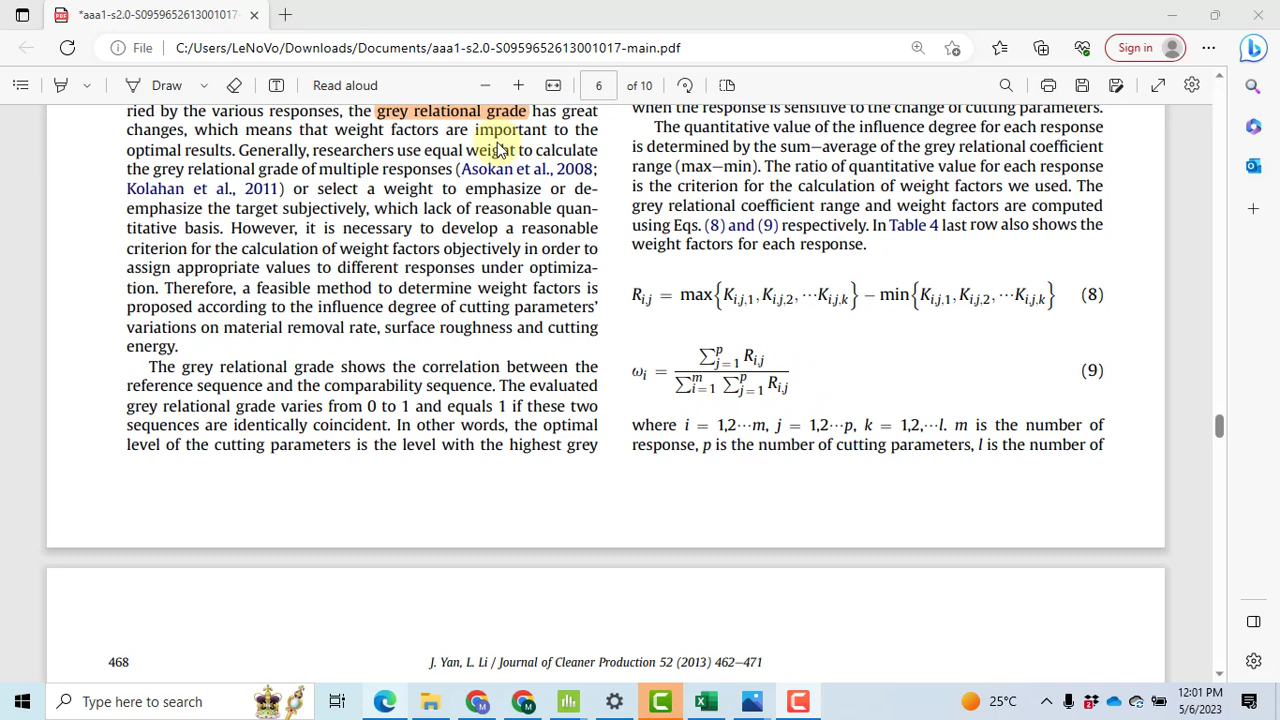 *aaa1-s2.0-S0959652613001017-
File C:/Users/LeNoVo/Downloads/Documents/aaa1-s2.0-S0959652613001017-main.pdf
Sign in
Draw Read aloud 6 of 10
ried by the various responses, the grey relational grade has great
changes, which means that weight factors are important to the
optimal results. Generally, researchers use equal weight to calculate
the grey relational grade of multiple responses (Asokan et al., 2008;
Kolahan et al., 2011) or select a weight to emphasize or de-
emphasize the target subjectively, which lack of reasonable quan-
titative basis. However, it is necessary to develop a reasonable
criterion for the calculation of weight factors objectively in order to
assign appropriate values to different responses under optimiza-
tion. Therefore, a feasible method to determine weight factors is
proposed according to the influence degree of cutting parameters'
variations on material removal rate, surface roughness and cutting
energy.
The grey relational grade shows the correlation between the
reference sequence and the comparability sequence. The evaluated
grey relational grade varies from 0 to 1 and equals 1 if these two
sequences are identically coincident. In other words, the optimal
level of the cutting parameters is the level with the highest grey
when the response is sensitive to the change of cutting parameters.
The quantitative value of the influence degree for each response
is determined by the sum−average of the grey relational coefficient
range (max−min). The ratio of quantitative value for each response
is the criterion for the calculation of weight factors we used. The
grey relational coefficient range and weight factors are computed
using Eqs. (8) and (9) respectively. In Table 4 last row also shows the
weight factors for each response.
R_{i,j} = max{K_{i,j,1}, K_{i,j,2}, ⋯K_{i,j,k}} − min{K_{i,j,1}, K_{i,j,2}, ⋯K_{i,j,k}} (8)
ω_i = ∑_{j=1}^{p} R_{i,j} / ∑_{i=1}^{m} ∑_{j=1}^{p} R_{i,j} (9)
where i = 1,2⋯m, j = 1,2⋯p, k = 1,2,⋯l. m is the number of
response, p is the number of cutting parameters, l is the number of
468 J. Yan, L. Li / Journal of Cleaner Production 52 (2013) 462−471
Type here to search
25°C
12:01 PM
5/6/2023